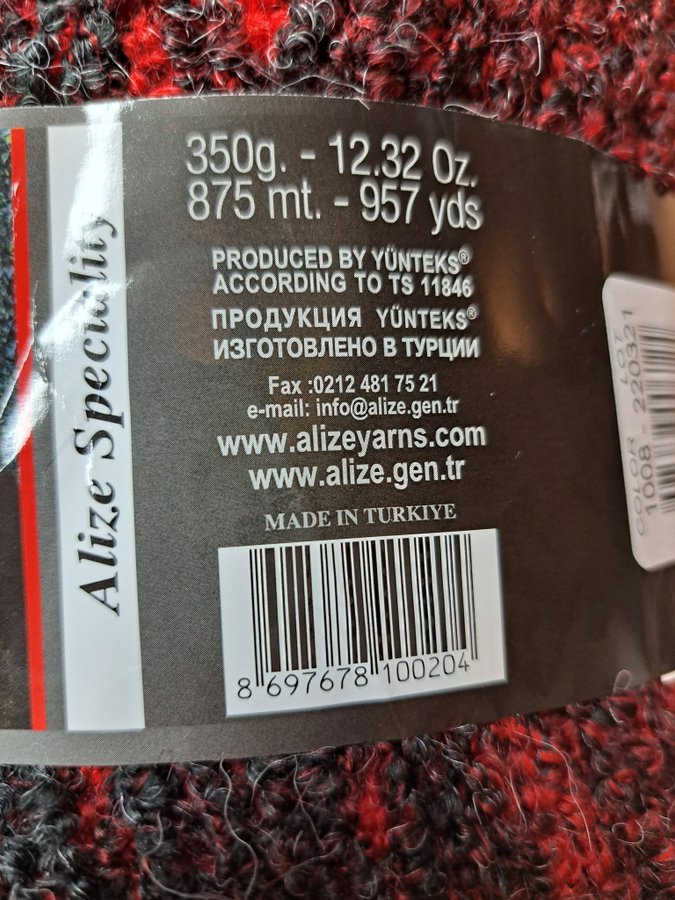 350g. - 12.32 Oz.
875 mt. - 957 yds
PRODUCED BY YÜNTEKS®
ACCORDING TO TS 11846
ПРОДУКЦИЯ YÜNTEKS®
ИЗГОТОВЛЕНО В ТУРЦИИ
Fax :0212 481 75 21
e-mail: info@alize.gen.tr
www.alizeyarns.com
www.alize.gen.tr
MADE IN TURKIYE
8 697678 100204
Alize Speciality
COLOR LOT
1008 - 220321